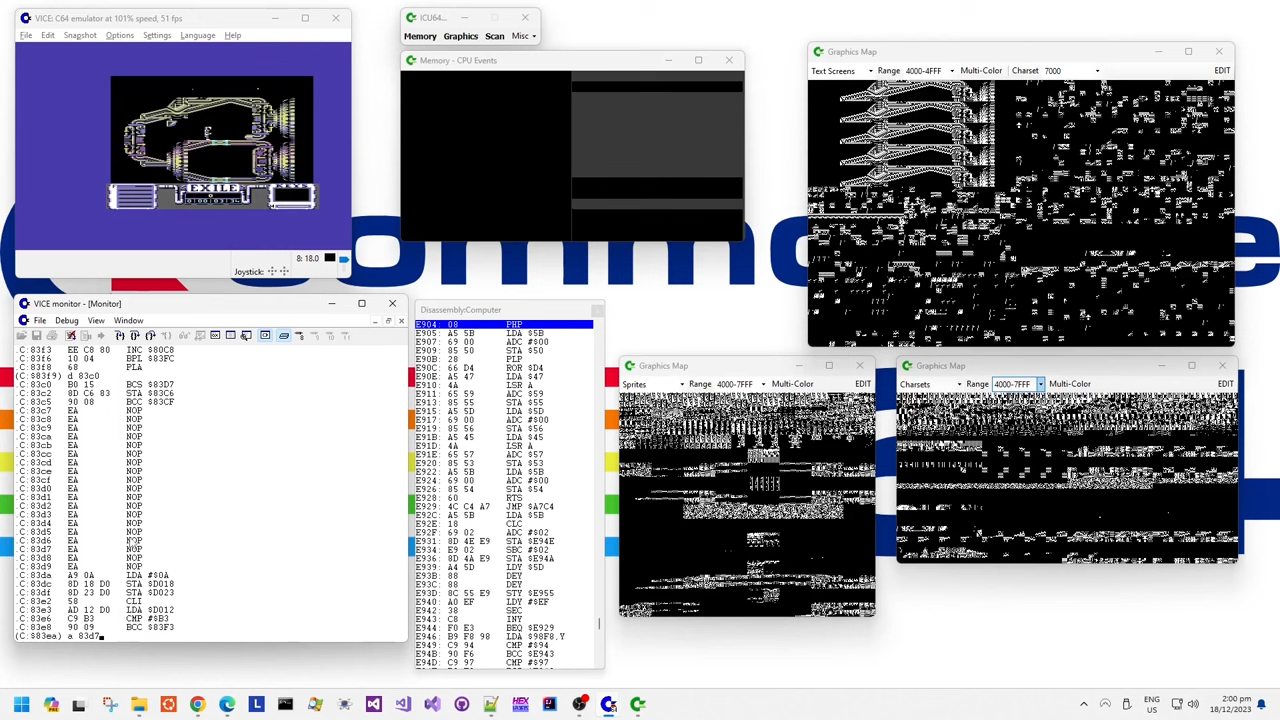 VICE: C64 emulator at 101% speed, 51 fps
File Edit Snapshot Options Settings Language Help
EXILE
8: 18.0
Joystick:
ICU64...
Memory Graphics Scan Misc
Memory - CPU Events
Graphics Map
Text Screens Range 4000-4FFF Multi-Color Charset 7000 EDIT
VICE monitor - [Monitor]
File Debug View Window
.C:83f3 EE C8 80 INC $80C8
.C:83f6 10 04 BPL $83FC
.C:83f8 68 PLA
(C:$83f9) d 83c0
.C:83c0 B0 15 BCS $83D7
.C:83c2 8D C6 83 STA $83C6
.C:83c5 90 08 BCC $83CF
.C:83c7 EA NOP
.C:83c8 EA NOP
.C:83c9 EA NOP
.C:83ca EA NOP
.C:83cb EA NOP
.C:83cc EA NOP
.C:83cd EA NOP
.C:83ce EA NOP
.C:83cf EA NOP
.C:83d0 EA NOP
.C:83d1 EA NOP
.C:83d2 EA NOP
.C:83d3 EA NOP
.C:83d4 EA NOP
.C:83d5 EA NOP
.C:83d6 EA NOP
.C:83d7 EA NOP
.C:83d8 EA NOP
.C:83d9 EA NOP
.C:83da A9 0A LDA #$0A
.C:83dc 8D 18 D0 STA $D018
.C:83df 8D 23 D0 STA $D023
.C:83e2 58 CLI
.C:83e3 AD 12 D0 LDA $D012
.C:83e6 C9 B3 CMP #$B3
.C:83e8 90 09 BCC $83F3
(C:$83ea) a 83d7
Disassembly:Computer
E904: 08 PHP
E905: A5 5B LDA $5B
E907: 69 00 ADC #$00
E909: 85 50 STA $50
E90B: 28 PLP
E90C: 66 D4 ROR $D4
E90E: A5 47 LDA $47
E910: 4A LSR A
E911: 65 59 ADC $59
E913: 85 55 STA $55
E915: A5 5D LDA $5D
E917: 69 00 ADC #$00
E919: 85 56 STA $56
E91B: A5 45 LDA $45
E91D: 4A LSR A
E91E: 65 57 ADC $57
E920: 85 53 STA $53
E922: A5 5B LDA $5B
E924: 69 00 ADC #$00
E926: 85 54 STA $54
E928: 60 RTS
E929: 4C C4 A7 JMP $A7C4
E92C: A5 5B LDA $5B
E92E: 18 CLC
E92F: 69 02 ADC #$02
E931: 8D 4E E9 STA $E94E
E934: E9 02 SBC #$02
E936: 8D 4A E9 STA $E94A
E939: A4 5D LDY $5D
E93B: 88 DEY
E93C: 88 DEY
E93D: 8C 55 E9 STY $E955
E940: A0 EF LDY #$EF
E942: 38 SEC
E943: C8 INY
E944: F0 E3 BEQ $E929
E946: B9 F8 98 LDA $98F8,Y
E949: C9 94 CMP #$94
E94B: 90 F6 BCC $E943
E94D: C9 97 CMP #$97
Graphics Map
Sprites Range 4000-7FFF Multi-Color EDIT
Graphics Map
Charsets Range 4000-7FFF Multi-Color EDIT
ENG
US
2:00 pm
18/12/2023